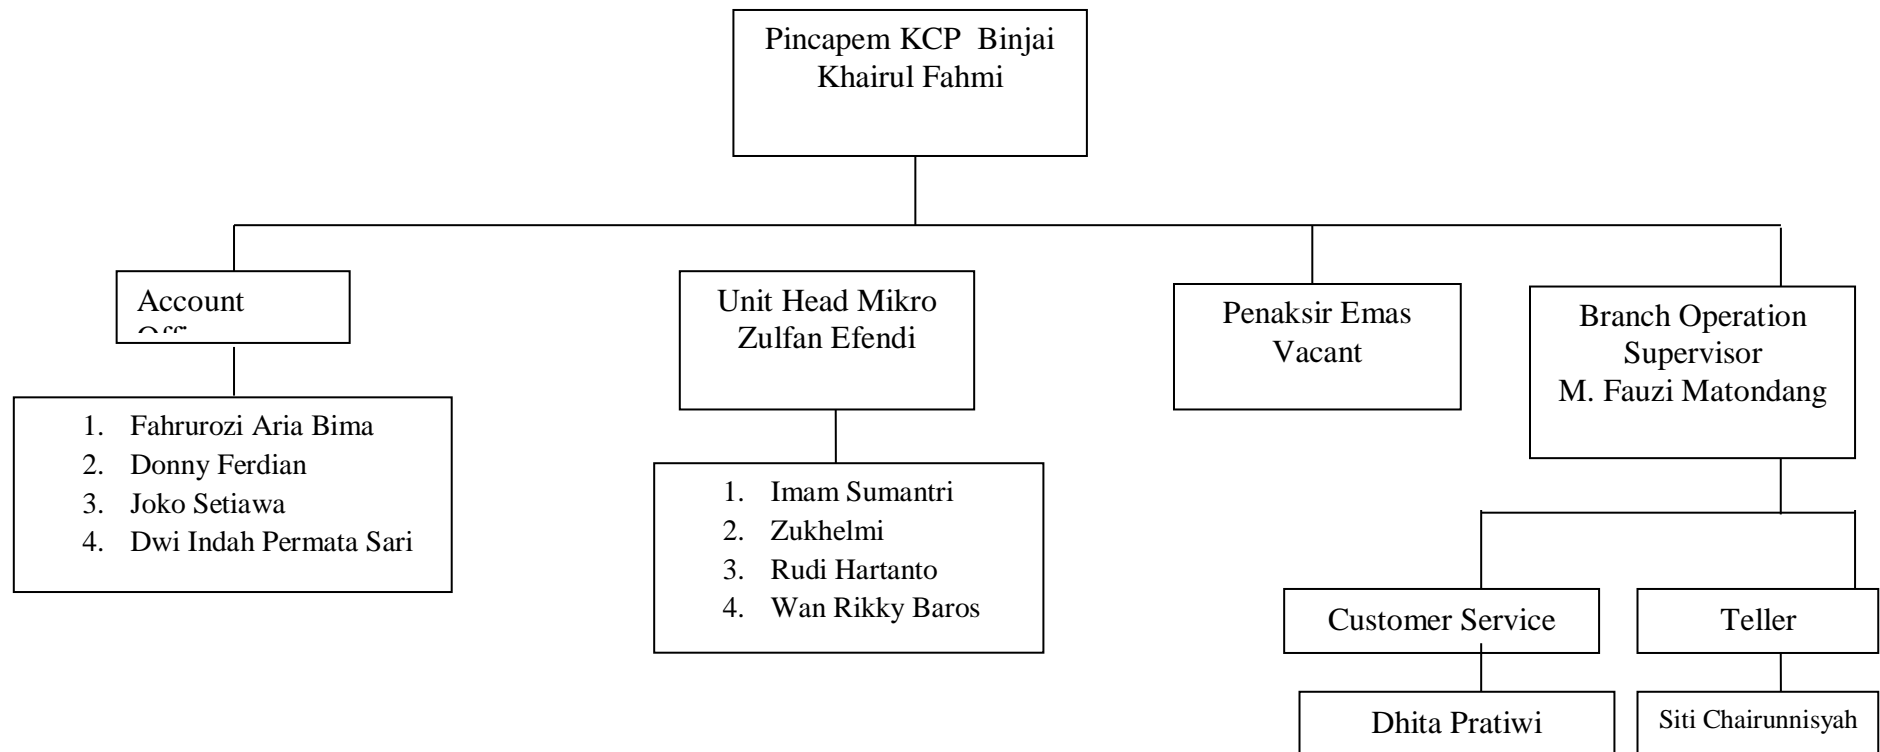 Pincapem KCP Binjai
Khairul Fahmi
Account
Unit Head Mikro
Zulfan Efendi
Penaksir Emas
Vacant
Branch Operation
Supervisor
M. Fauzi Matondang
1. Fahrurozi Aria Bima
2. Donny Ferdian
3. Joko Setiawa
4. Dwi Indah Permata Sari
1. Imam Sumantri
2. Zukhelmi
3. Rudi Hartanto
4. Wan Rikky Baros
Customer Service
Teller
Dhita Pratiwi
Siti Chairunnisyah